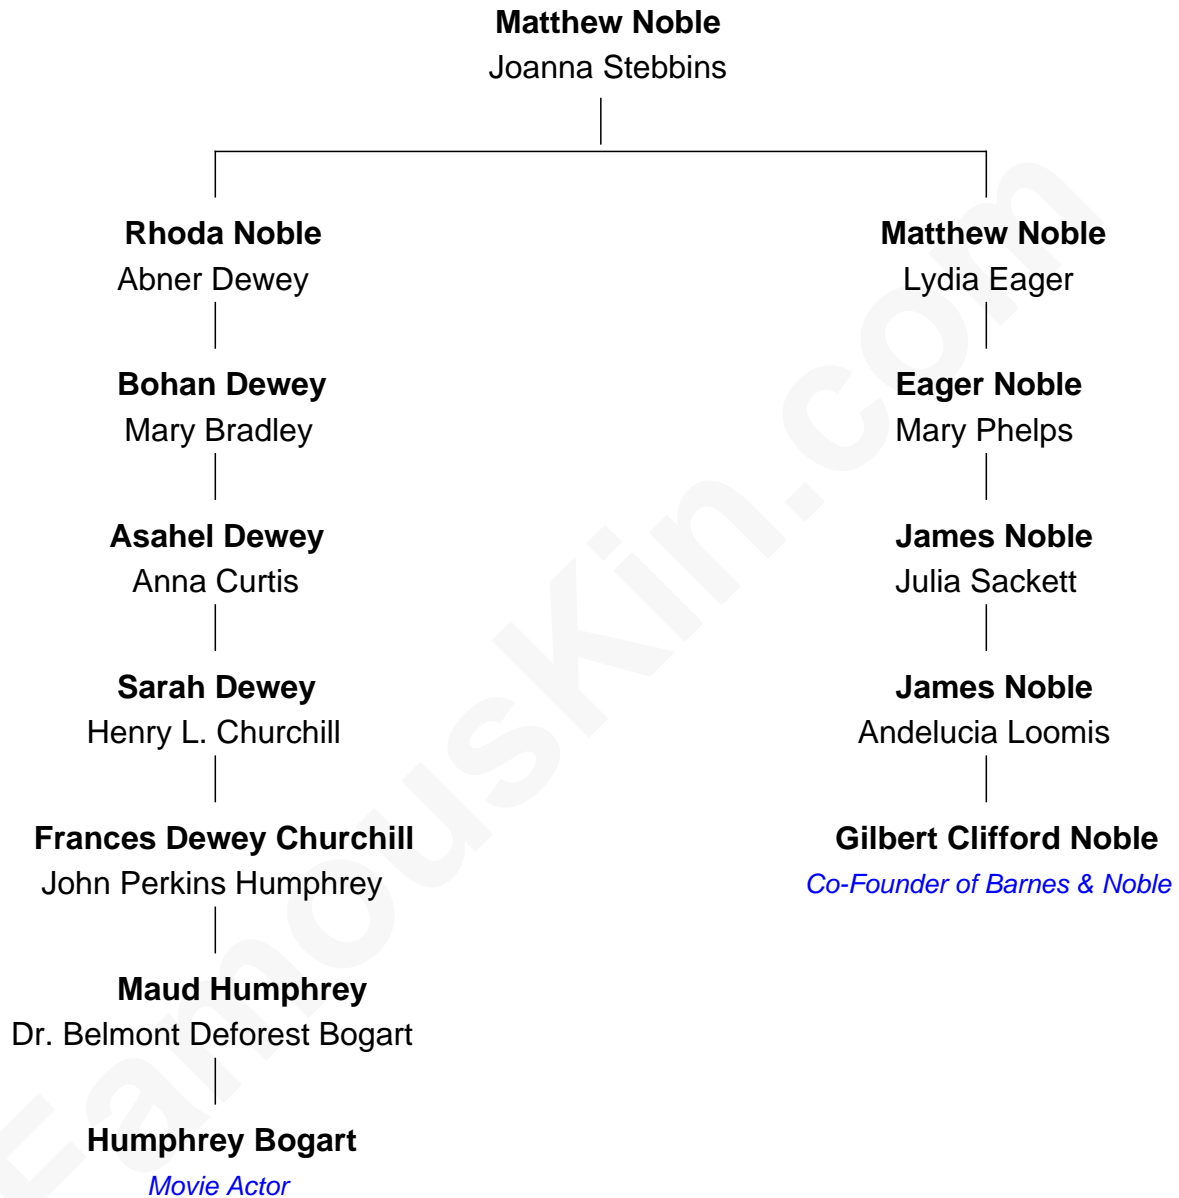 Matthew Noble
Joanna Stebbins
Rhoda Noble
Abner Dewey
Bohan Dewey
Mary Bradley
Asahel Dewey
Anna Curtis
Sarah Dewey
Henry L. Churchill
Frances Dewey Churchill
John Perkins Humphrey
Maud Humphrey
Dr. Belmont Deforest Bogart
Humphrey Bogart
Movie Actor
Matthew Noble
Lydia Eager
Eager Noble
Mary Phelps
James Noble
Julia Sackett
James Noble
Andelucia Loomis
Gilbert Clifford Noble
Co-Founder of Barnes & Noble
FamousKin.com